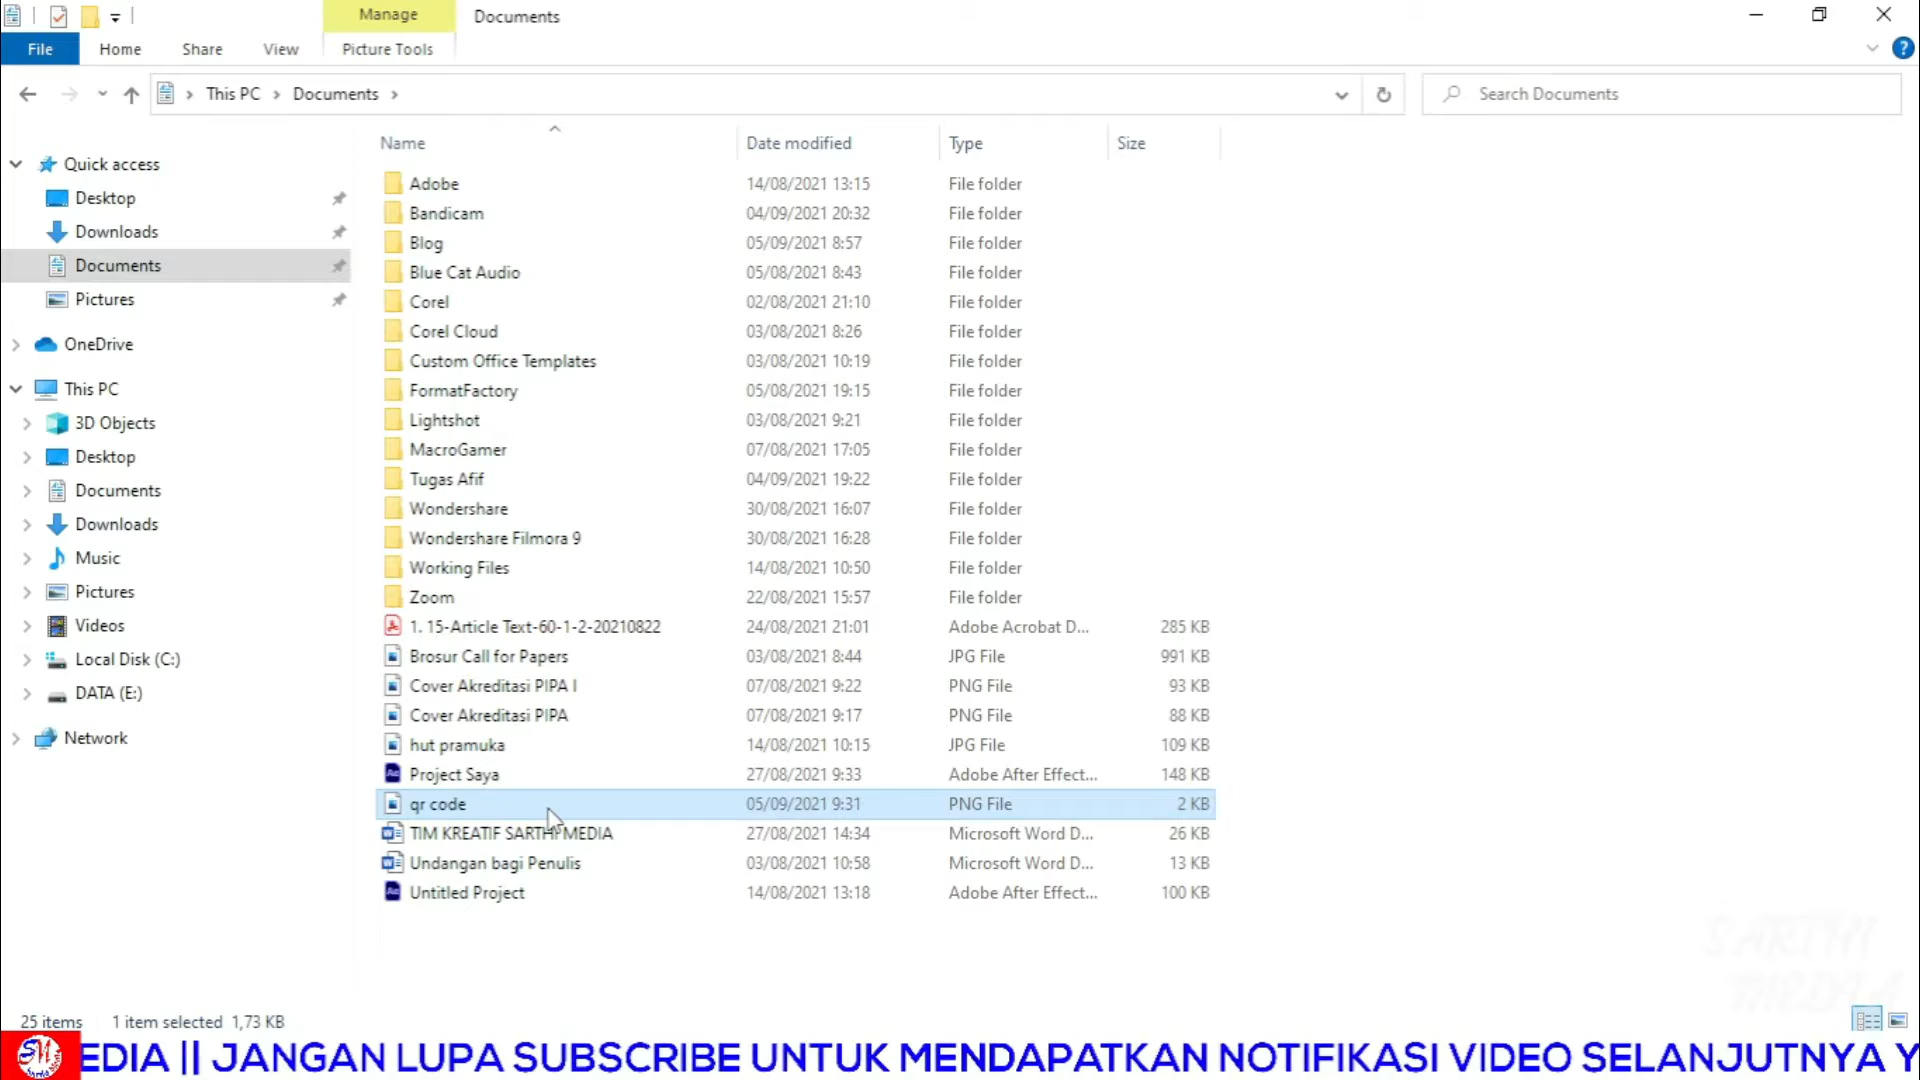 Manage
Documents
File
Home
Share
View
Picture Tools
?
This PC
Documents
Search Documents
Name
Date modified
Type
Size
Quick access
Desktop
Downloads
Documents
Pictures
OneDrive
This PC
3D Objects
Desktop
Documents
Downloads
Music
Pictures
Videos
Local Disk (C:)
DATA (E:)
Network
Adobe 14/08/2021 13:15 File folder
Bandicam 04/09/2021 20:32 File folder
Blog 05/09/2021 8:57 File folder
Blue Cat Audio 05/08/2021 8:43 File folder
Corel 02/08/2021 21:10 File folder
Corel Cloud 03/08/2021 8:26 File folder
Custom Office Templates 03/08/2021 10:19 File folder
FormatFactory 05/08/2021 19:15 File folder
Lightshot 03/08/2021 9:21 File folder
MacroGamer 07/08/2021 17:05 File folder
Tugas Afif 04/09/2021 19:22 File folder
Wondershare 30/08/2021 16:07 File folder
Wondershare Filmora 9 30/08/2021 16:28 File folder
Working Files 14/08/2021 10:50 File folder
Zoom 22/08/2021 15:57 File folder
1. 15-Article Text-60-1-2-20210822 24/08/2021 21:01 Adobe Acrobat D... 285 KB
Brosur Call for Papers 03/08/2021 8:44 JPG File 991 KB
Cover Akreditasi PIPA I 07/08/2021 9:22 PNG File 93 KB
Cover Akreditasi PIPA 07/08/2021 9:17 PNG File 88 KB
hut pramuka 14/08/2021 10:15 JPG File 109 KB
Project Saya 27/08/2021 9:33 Adobe After Effect... 148 KB
qr code 05/09/2021 9:31 PNG File 2 KB
TIM KREATIF SARTHI MEDIA 27/08/2021 14:34 Microsoft Word D... 26 KB
Undangan bagi Penulis 03/08/2021 10:58 Microsoft Word D... 13 KB
Untitled Project 14/08/2021 13:18 Adobe After Effect... 100 KB
SARTHI
MEDIA
25 items 1 item selected 1,73 KB
SM
EDIA || JANGAN LUPA SUBSCRIBE UNTUK MENDAPATKAN NOTIFIKASI VIDEO SELANJUTNYA Y